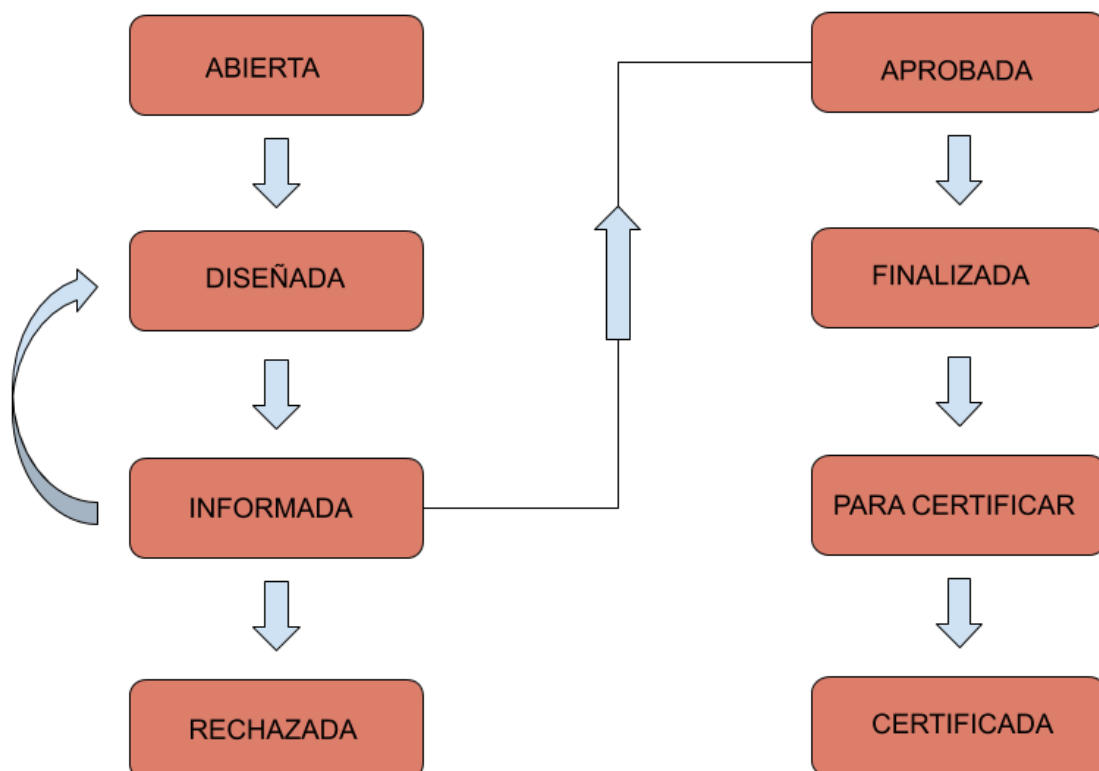 ABIERTA
DISEÑADA
INFORMADA
RECHAZADA
APROBADA
FINALIZADA
PARA CERTIFICAR
CERTIFICADA